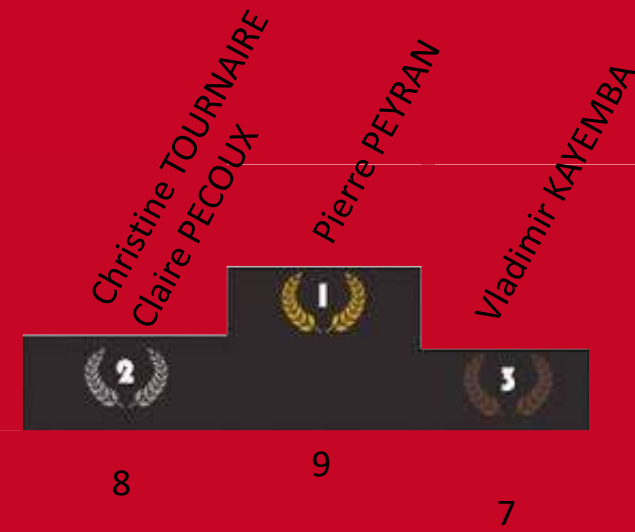 Christine TOURNAIRE
Claire PECOUX
Pierre PEYRAN
Vladimir KAYEMBA
1
2
3
8
9
7